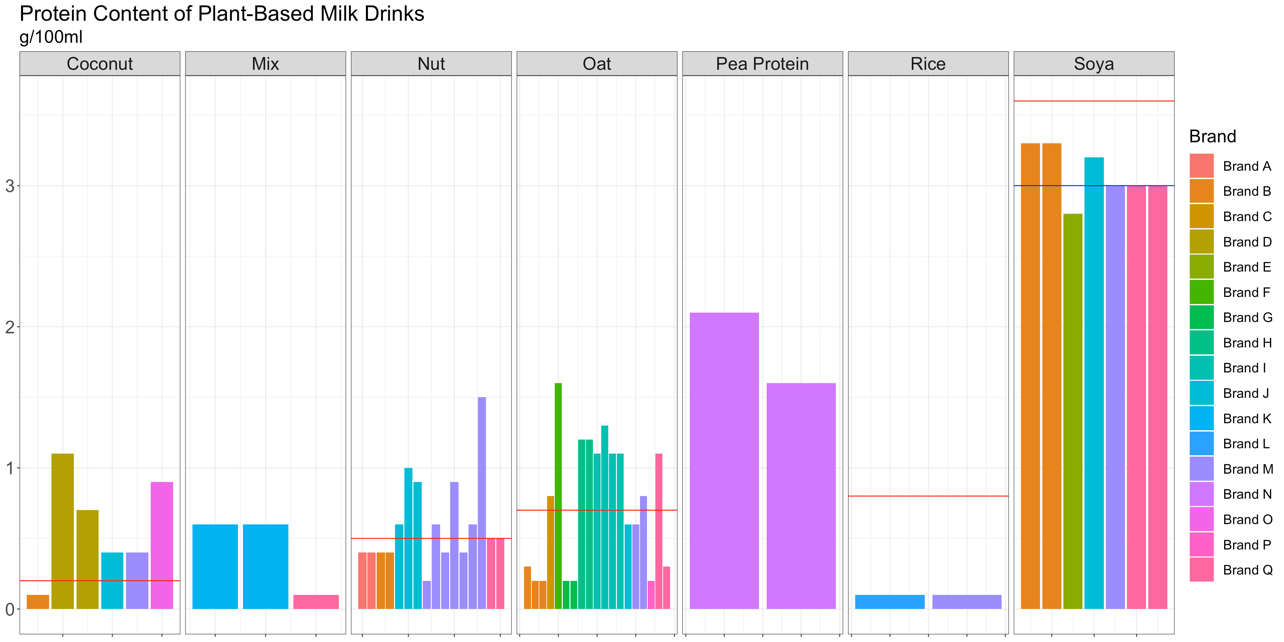 Protein Content of Plant-Based Milk Drinks
g/100ml
Coconut
Mix
Nut
Oat
Pea Protein
Rice
Soya
3
2
1
0
Brand
Brand A
Brand B
Brand C
Brand D
Brand E
Brand F
Brand G
Brand H
Brand I
Brand J
Brand K
Brand L
Brand M
Brand N
Brand O
Brand P
Brand Q